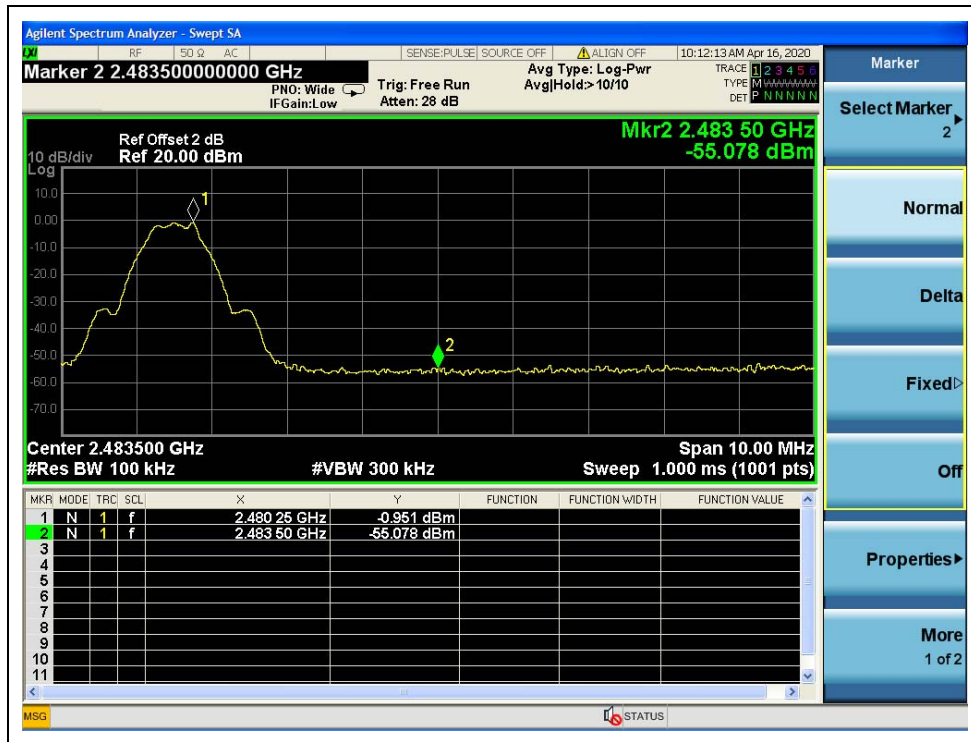 Agilent Spectrum Analyzer - Swept SA
LXI RF 50 Ω AC SENSE:PULSE SOURCE OFF ALIGN OFF 10:12:13 AM Apr 16, 2020
Marker 2 2.483500000000 GHz
PNO: Wide
IFGain:Low
Trig: Free Run
Atten: 28 dB
Avg Type: Log-Pwr
Avg|Hold:> 10/10
TRACE 1 2 3 4 5 6
TYPE M WWWWW
DET P N N N N N
Mkr2 2.483 50 GHz
-55.078 dBm
Ref Offset 2 dB
10 dB/div Ref 20.00 dBm
Log
10.0
0.00
-10.0
-20.0
-30.0
-40.0
-50.0
-60.0
-70.0
1
2
Center 2.483500 GHz Span 10.00 MHz
#Res BW 100 kHz #VBW 300 kHz Sweep 1.000 ms (1001 pts)
MKR MODE TRC SCL X Y FUNCTION FUNCTION WIDTH FUNCTION VALUE
1 N 1 f 2.480 25 GHz -0.951 dBm
2 N 1 f 2.483 50 GHz -55.078 dBm
3
4
5
6
7
8
9
10
11
MSG STATUS
Marker
Select Marker
2
Normal
Delta
Fixed
Off
Properties
More
1 of 2